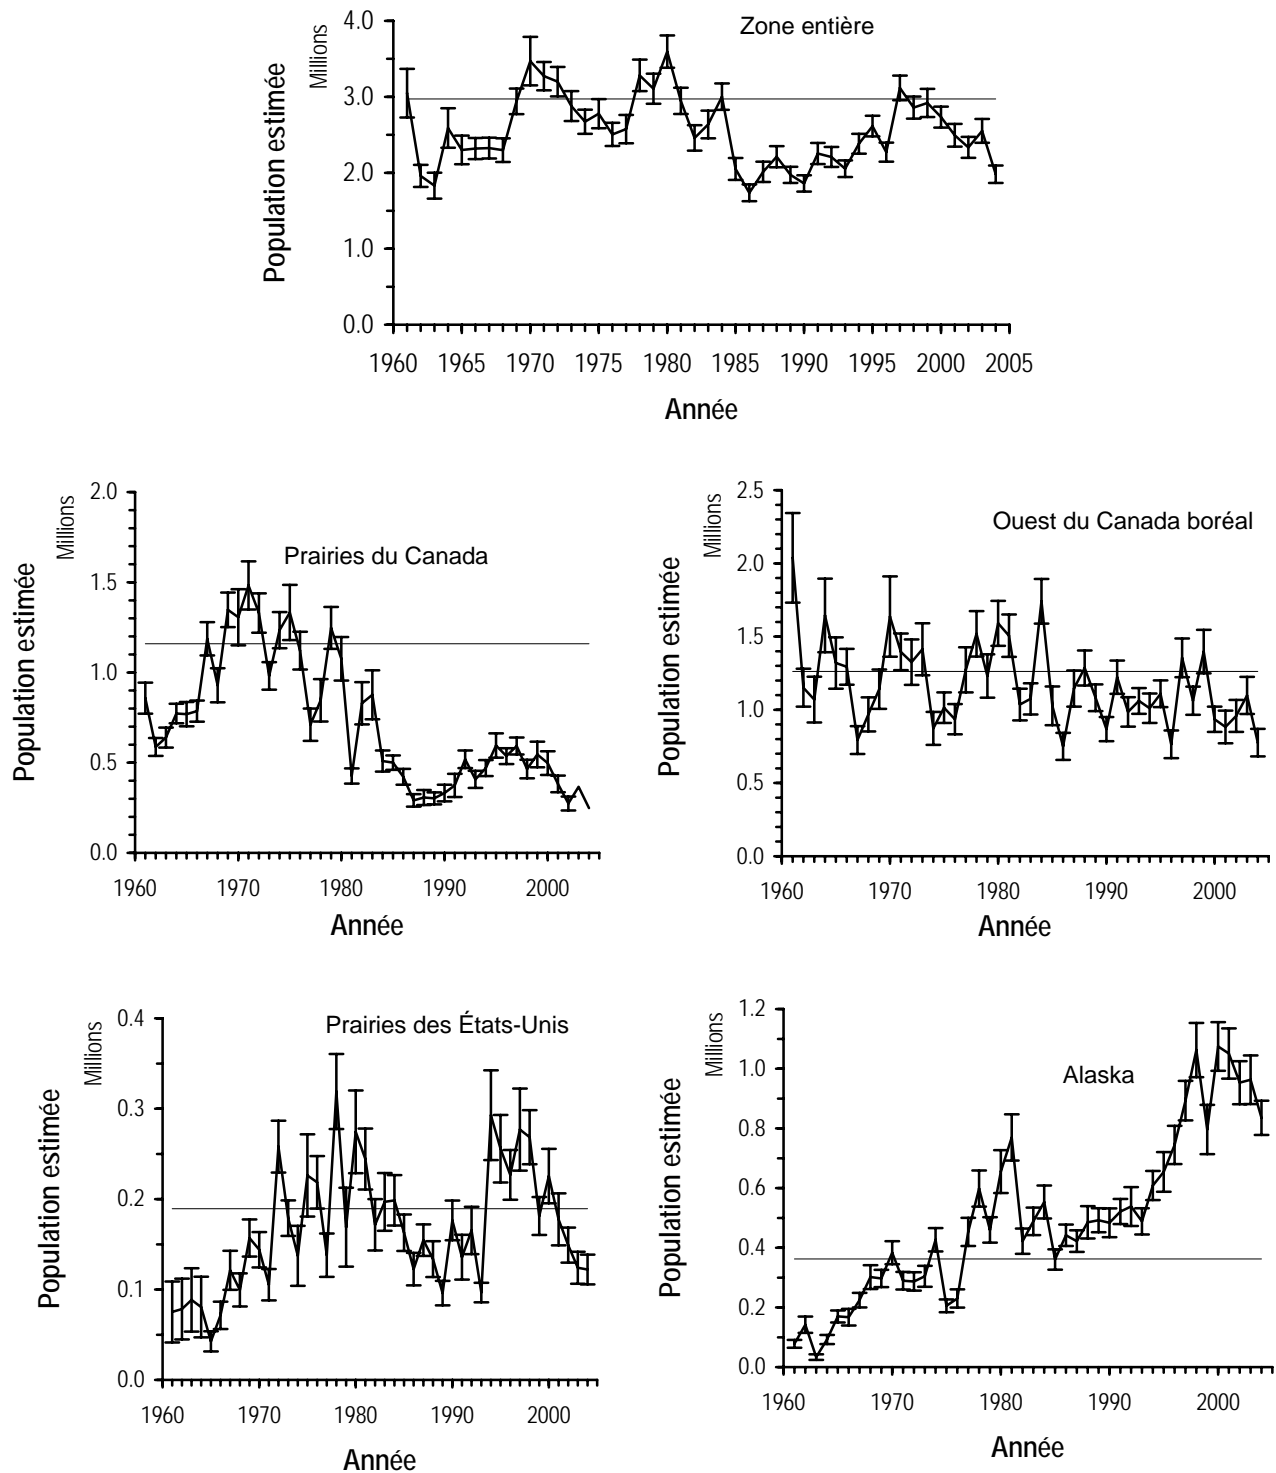 Zone entière
Millions
Population estimée
4.0
3.0
2.0
1.0
0.0
1960 1965 1970 1975 1980 1985 1990 1995 2000 2005
Année
Prairies du Canada
Millions
Population estimée
2.0
1.5
1.0
0.5
0.0
1960 1970 1980 1990 2000
Année
Ouest du Canada boréal
Millions
Population estimée
2.5
2.0
1.5
1.0
0.5
0.0
1960 1970 1980 1990 2000
Année
Prairies des États-Unis
Millions
Population estimée
0.4
0.3
0.2
0.1
0.0
1960 1970 1980 1990 2000
Année
Alaska
Millions
Population estimée
1.2
1.0
0.8
0.6
0.4
0.2
0.0
1960 1970 1980 1990 2000
Année